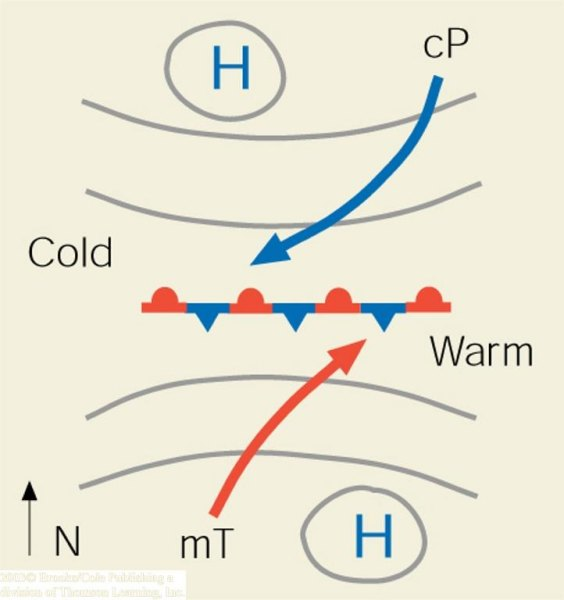 H
cP
Cold
Warm
N
mT
H
2003© Brooks/Cole Publishing a
division of Thomson Learning, Inc.